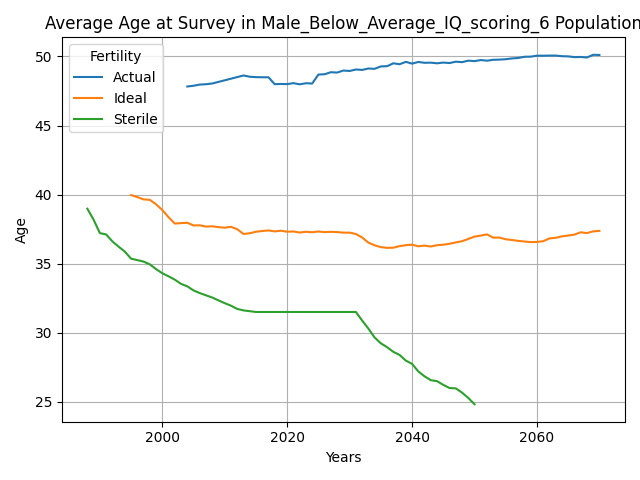 Average Age at Survey in Male_Below_Average_IQ_scoring_6 Population
Fertility
Actual
Ideal
Sterile
50
45
40
35
30
25
Age
2000
2020
2040
2060
Years